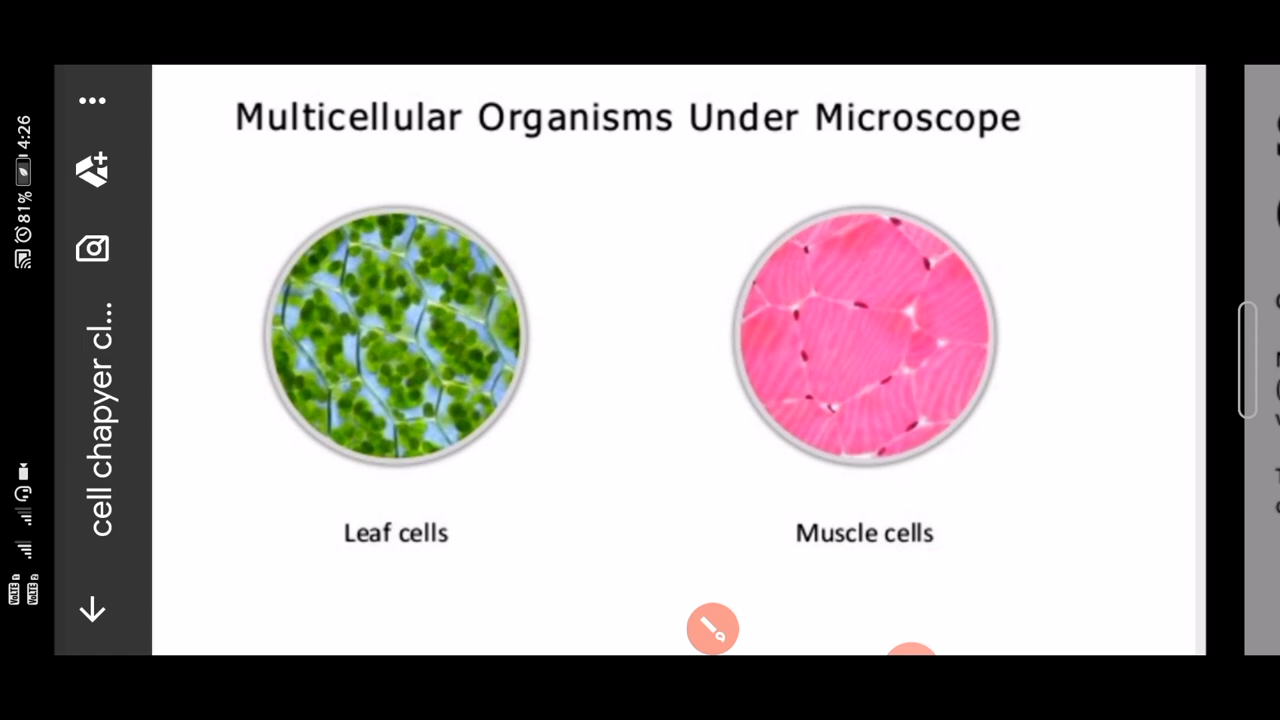 4:26
81%
cell chapyer cl...
Multicellular Organisms Under Microscope
Leaf cells
Muscle cells